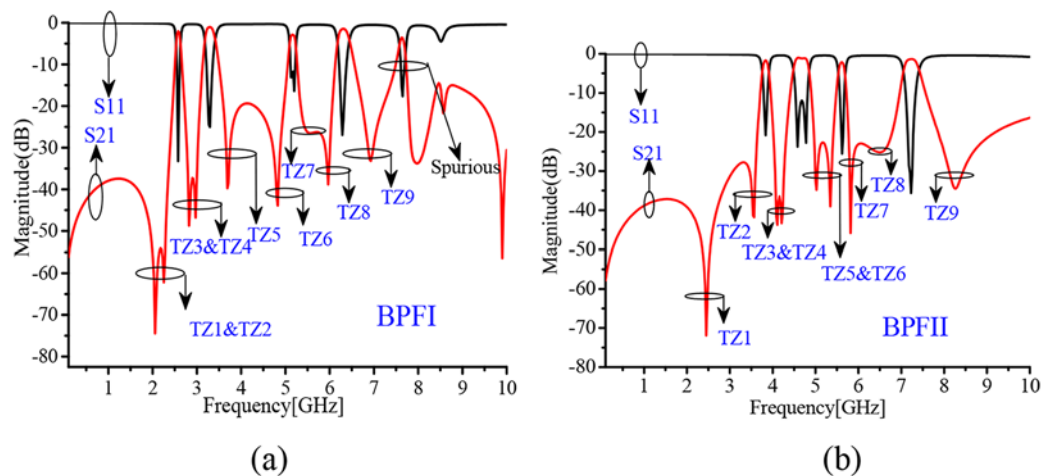 (a)
0
-10
-20
-30
-40
-50
-60
-70
-80
Magnitude(dB)
S11
S21
TZ7
Spurious
TZ3&TZ4
TZ5
TZ6
TZ8
TZ9
TZ1&TZ2
BPFI
1 2 3 4 5 6 7 8 9 10
Frequency[GHz]
(a)
b)
0
-10
-20
-30
-40
-50
-60
-70
-80
Magnitude(dB)
S11
S21
TZ2
TZ3&TZ4
TZ5&TZ6
TZ7
TZ8
TZ9
TZ1
BPFII
1 2 3 4 5 6 7 8 9 10
Frequency[GHz]
(b)